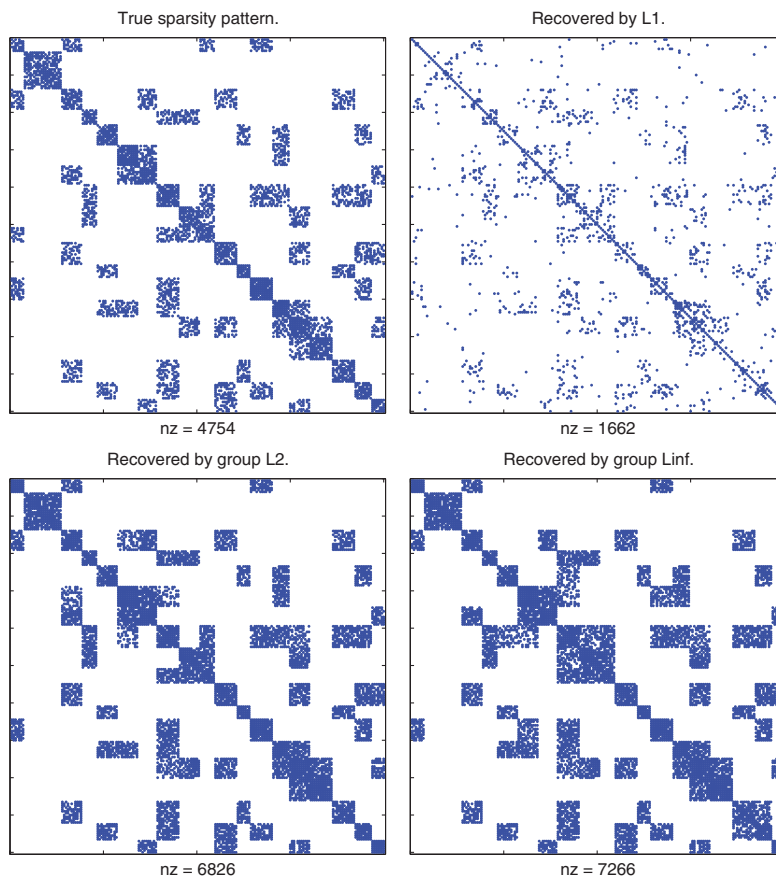 True sparsity pattern.
Recovered by L1.
nz = 4754
nz = 1662
Recovered by group L2.
Recovered by group Linf.
nz = 6826
nz = 7266